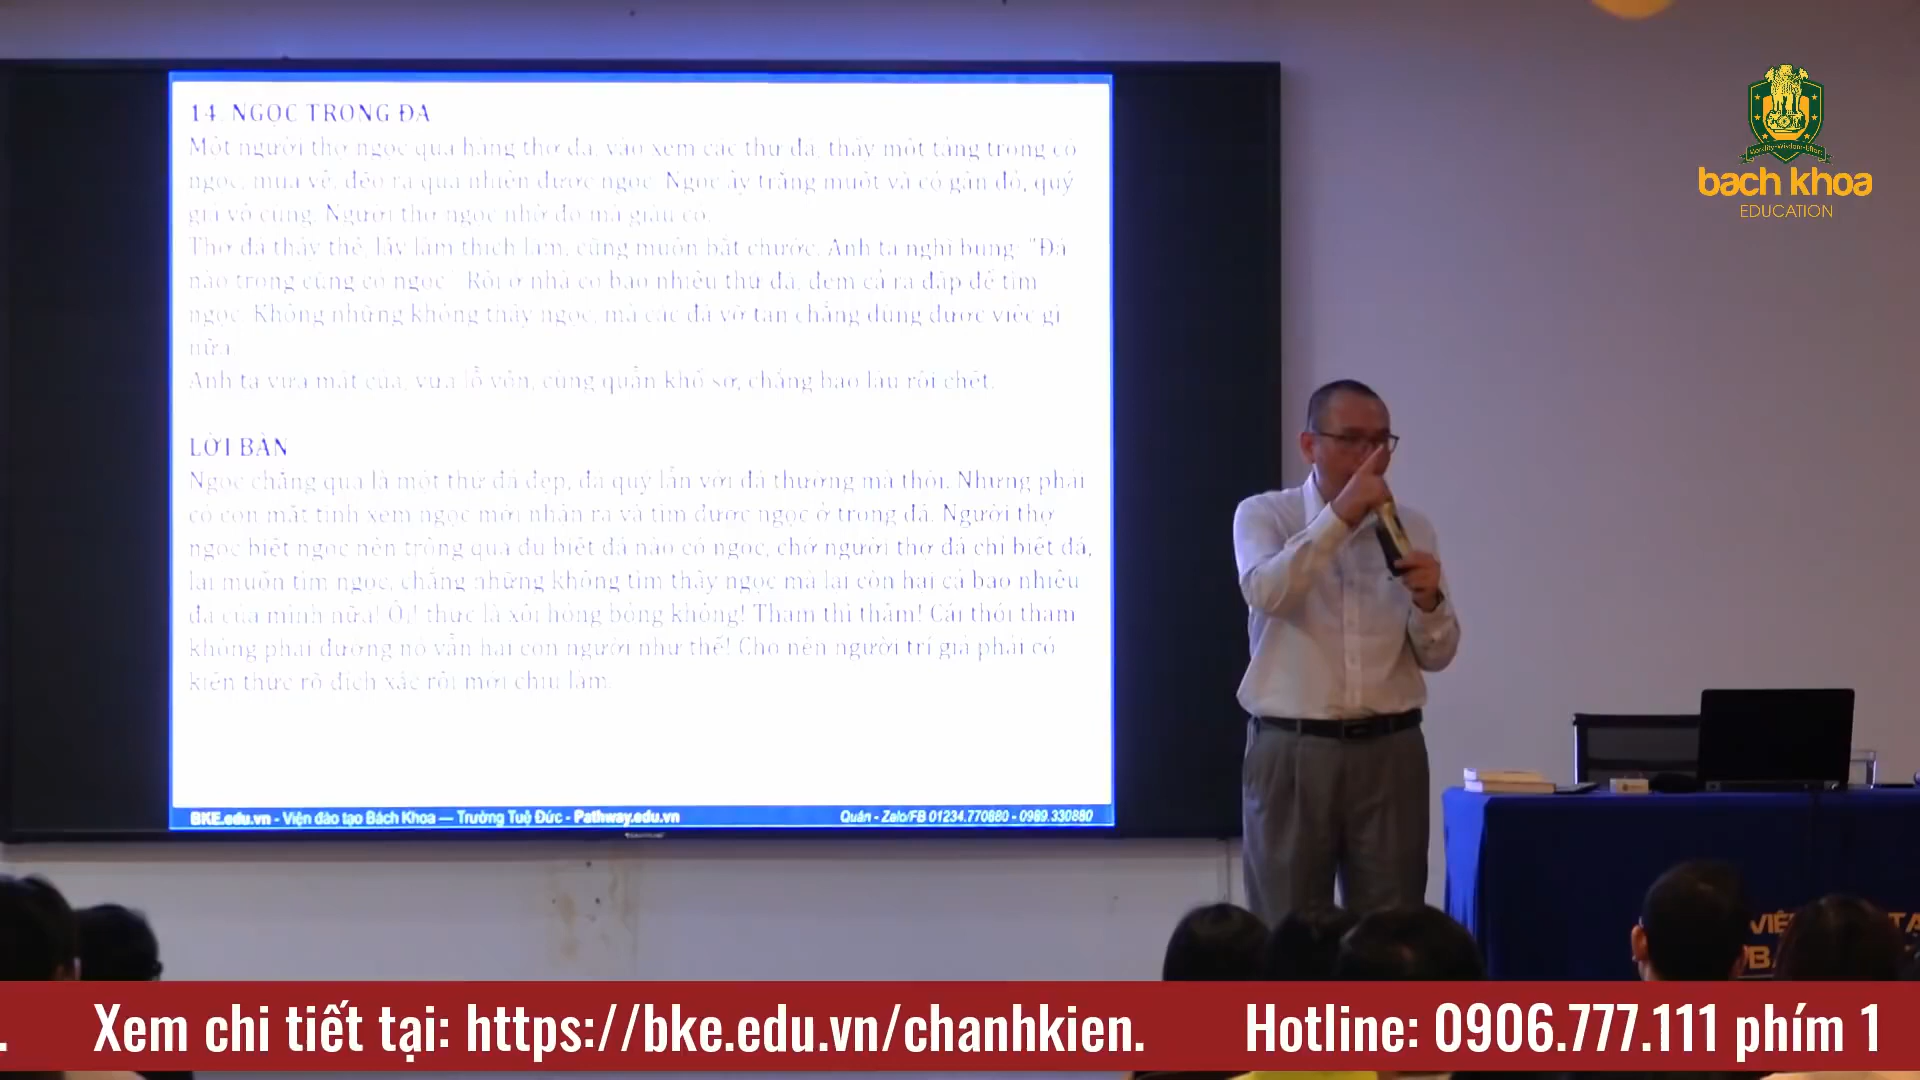 14. NGỌC TRONG ĐÁ
Một người thợ ngọc qua hàng thợ đá, vào xem các thứ đá, thấy một tảng trong có
ngọc, mua về, đẽo ra quả nhiên được ngọc. Ngọc ấy trắng muốt và có gân đỏ, quý
giá vô cùng. Người thợ ngọc nhờ đó mà giàu có.
Thợ đá thấy thế, lấy làm thích lắm, cũng muốn bắt chước. Anh ta nghĩ bụng: "Đá
nào trong cũng có ngọc". Rồi ở nhà có bao nhiêu thứ đá, đem cả ra đập để tìm
ngọc. Không những không thấy ngọc, mà các đá vỡ tan chẳng dùng được việc gì
nữa.
Anh ta vừa mất của, vừa lỗ vốn, cùng quẫn khổ sở, chẳng bao lâu rồi chết.
LỜI BÀN
Ngọc chẳng qua là một thứ đá đẹp, đá quý lẫn với đá thường mà thôi. Nhưng phải
có con mắt tinh xem ngọc mới nhận ra và tìm được ngọc ở trong đá. Người thợ
ngọc biết ngọc nên trông qua đủ biết đá nào có ngọc, chớ người thợ đá chỉ biết đá,
lại muốn tìm ngọc, chẳng những không tìm thấy ngọc mà lại còn hại cả bao nhiêu
đá của mình nữa! Ôi! thực là xôi hỏng bỏng không! Tham thì thâm! Cái thói tham
không phải đường nó vẫn hại con người như thế! Cho nên người trí giả phải có
kiến thức rõ đích xác rồi mới chịu làm.
BKE.edu.vn - Viện đào tạo Bách Khoa — Trường Tuệ Đức - Pathway.edu.vn
Quân - Zalo/FB 01234.770880 - 0989.330880
Morality-Wisdom-Effort
bach khoa
EDUCATION
VIỆ
Xem chi tiết tại: https://bke.edu.vn/chanhkien.
Hotline: 0906.777.111 phím 1